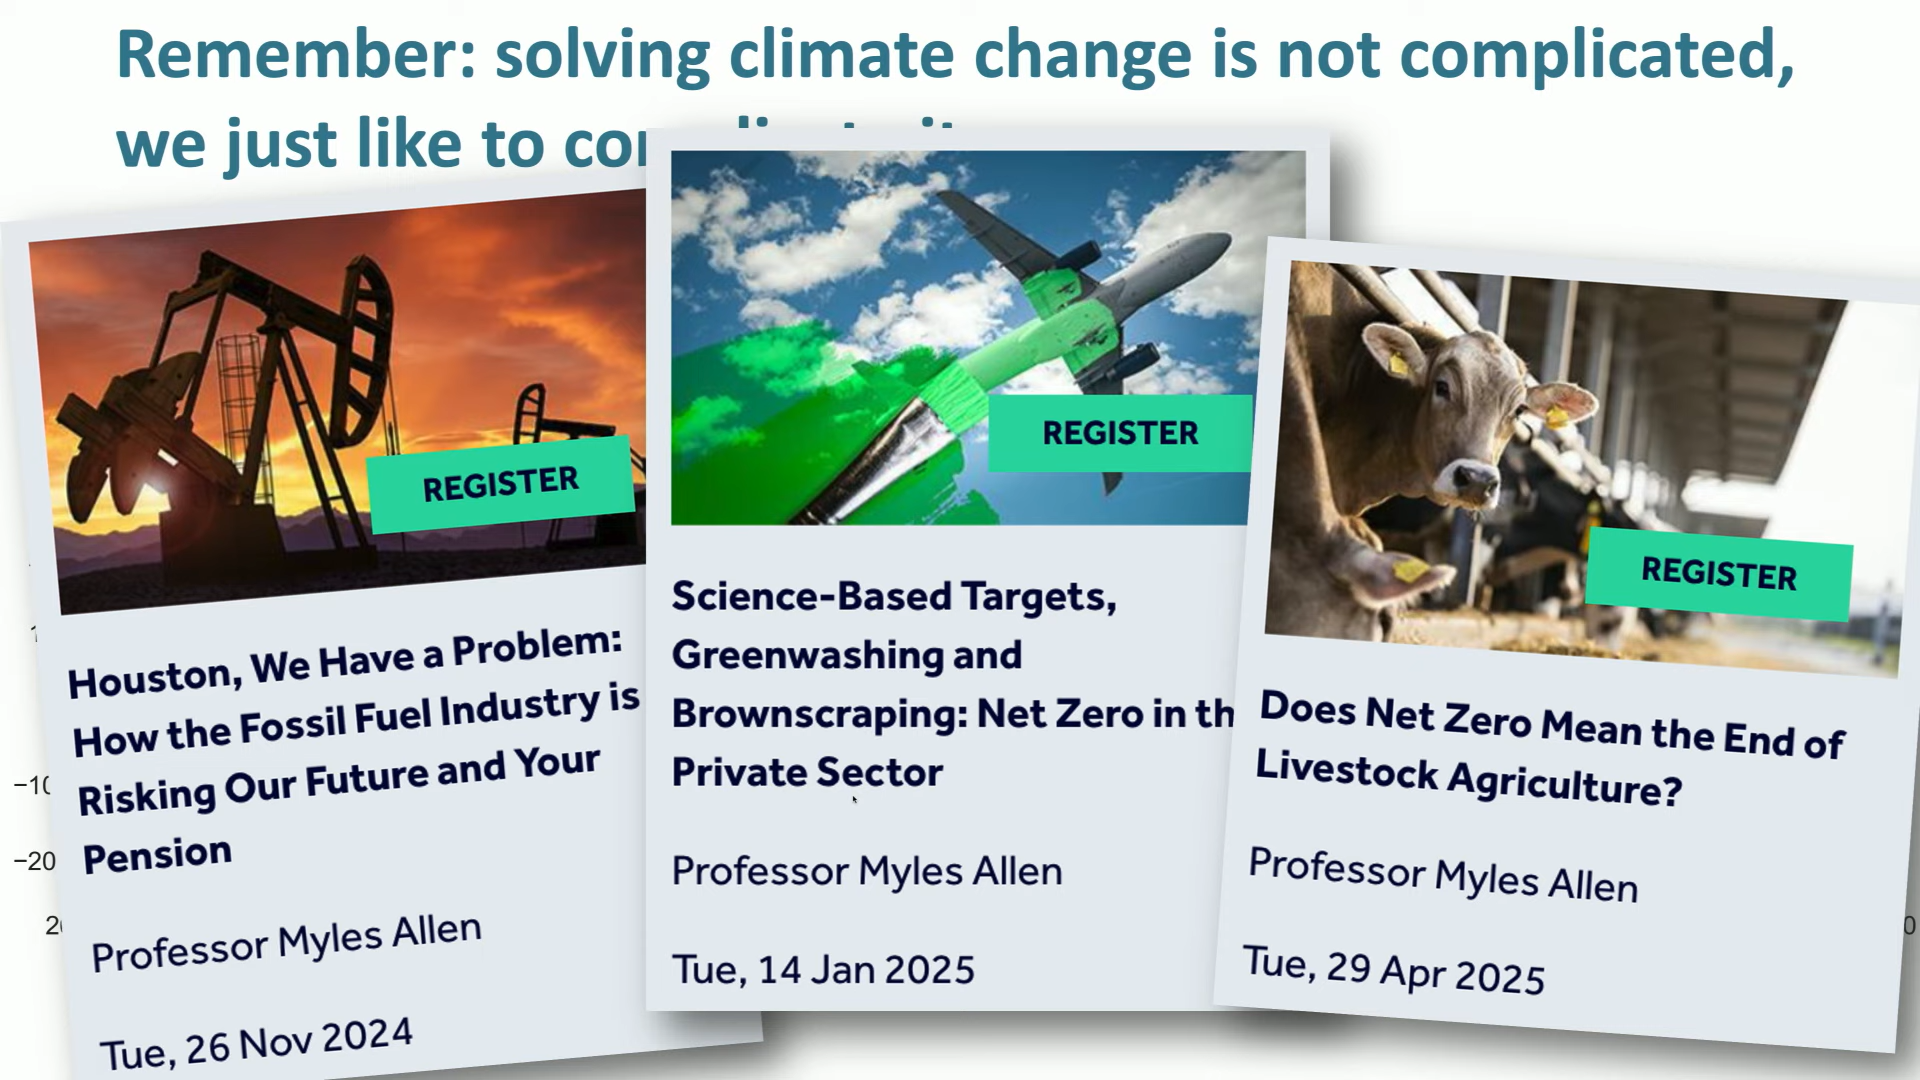 Remember: solving climate change is not complicated,
we just like to
REGISTER
Houston, We Have a Problem:
How the Fossil Fuel Industry is
Risking Our Future and Your
Pension
Professor Myles Allen
Tue, 26 Nov 2024
REGISTER
Science-Based Targets,
Greenwashing and
Brownscraping: Net Zero in
Private Sector
Professor Myles Allen
Tue, 14 Jan 2025
REGISTER
Does Net Zero Mean the End of
Livestock Agriculture?
Professor Myles Allen
Tue, 29 Apr 2025
−20